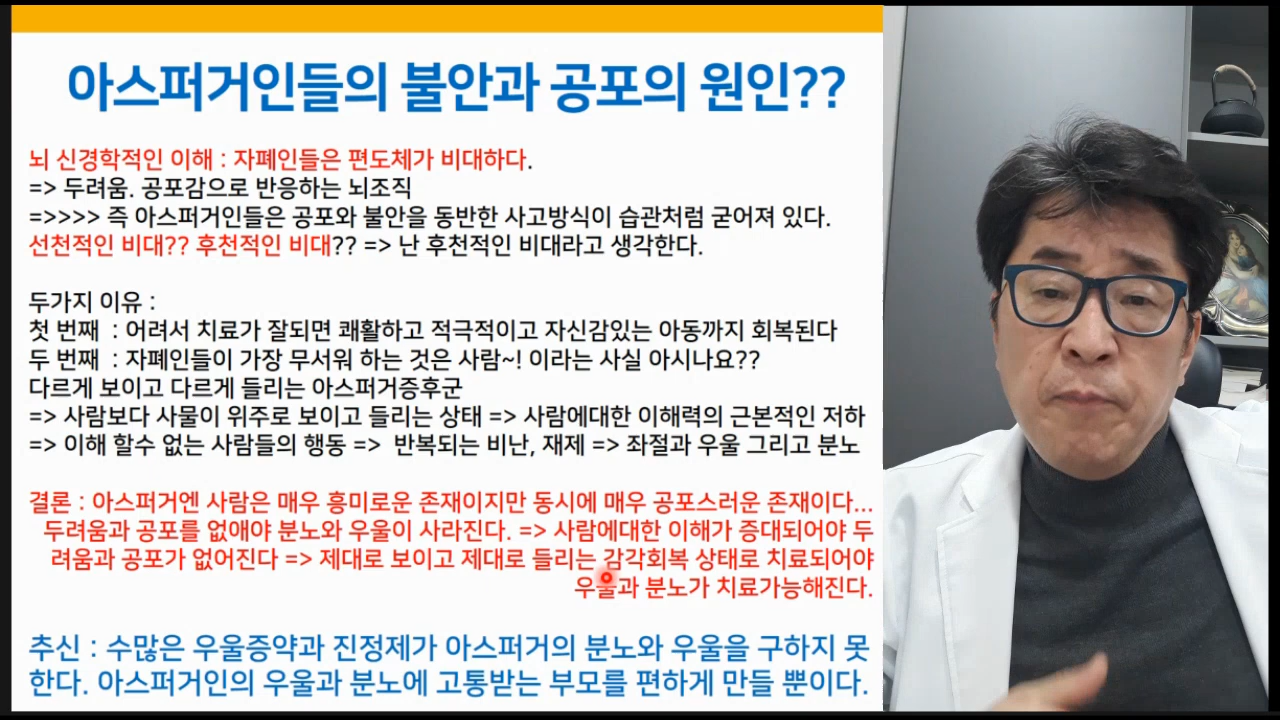 아스퍼거인들의 불안과 공포의 원인??
뇌 신경학적인 이해 : 자폐인들은 편도체가 비대하다.
=> 두려움. 공포감으로 반응하는 뇌조직
=>>>> 즉 아스퍼거인들은 공포와 불안을 동반한 사고방식이 습관처럼 굳어져 있다.
선천적인 비대?? 후천적인 비대?? => 난 후천적인 비대라고 생각한다.
두가지 이유 :
첫 번째 : 어려서 치료가 잘되면 쾌활하고 적극적이고 자신감있는 아동까지 회복된다
두 번째 : 자폐인들이 가장 무서워 하는 것은 사람~! 이라는 사실 아시나요??
다르게 보이고 다르게 들리는 아스퍼거증후군
=> 사람보다 사물이 위주로 보이고 들리는 상태 => 사람에대한 이해력의 근본적인 저하
=> 이해 할수 없는 사람들의 행동 => 반복되는 비난, 재제 => 좌절과 우울 그리고 분노
결론 : 아스퍼거엔 사람은 매우 흥미로운 존재이지만 동시에 매우 공포스러운 존재이다...
두려움과 공포를 없애야 분노와 우울이 사라진다. => 사람에대한 이해가 증대되어야 두
려움과 공포가 없어진다 => 제대로 보이고 제대로 들리는 감각회복 상태로 치료되어야
우울과 분노가 치료가능해진다.
추신 : 수많은 우울증약과 진정제가 아스퍼거의 분노와 우울을 구하지 못
한다. 아스퍼거인의 우울과 분노에 고통받는 부모를 편하게 만들 뿐이다.